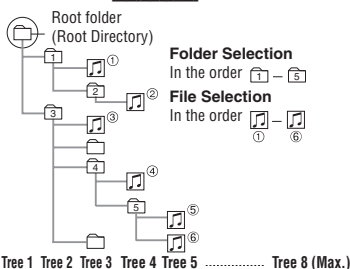 Root folder
(Root Directory)
1
①
2
②
3
③
4
④
5
⑤
⑥
Folder Selection
In the order 1 – 5
File Selection
In the order –
① ⑥
Tree 1 Tree 2 Tree 3 Tree 4 Tree 5 ................ Tree 8 (Max.)